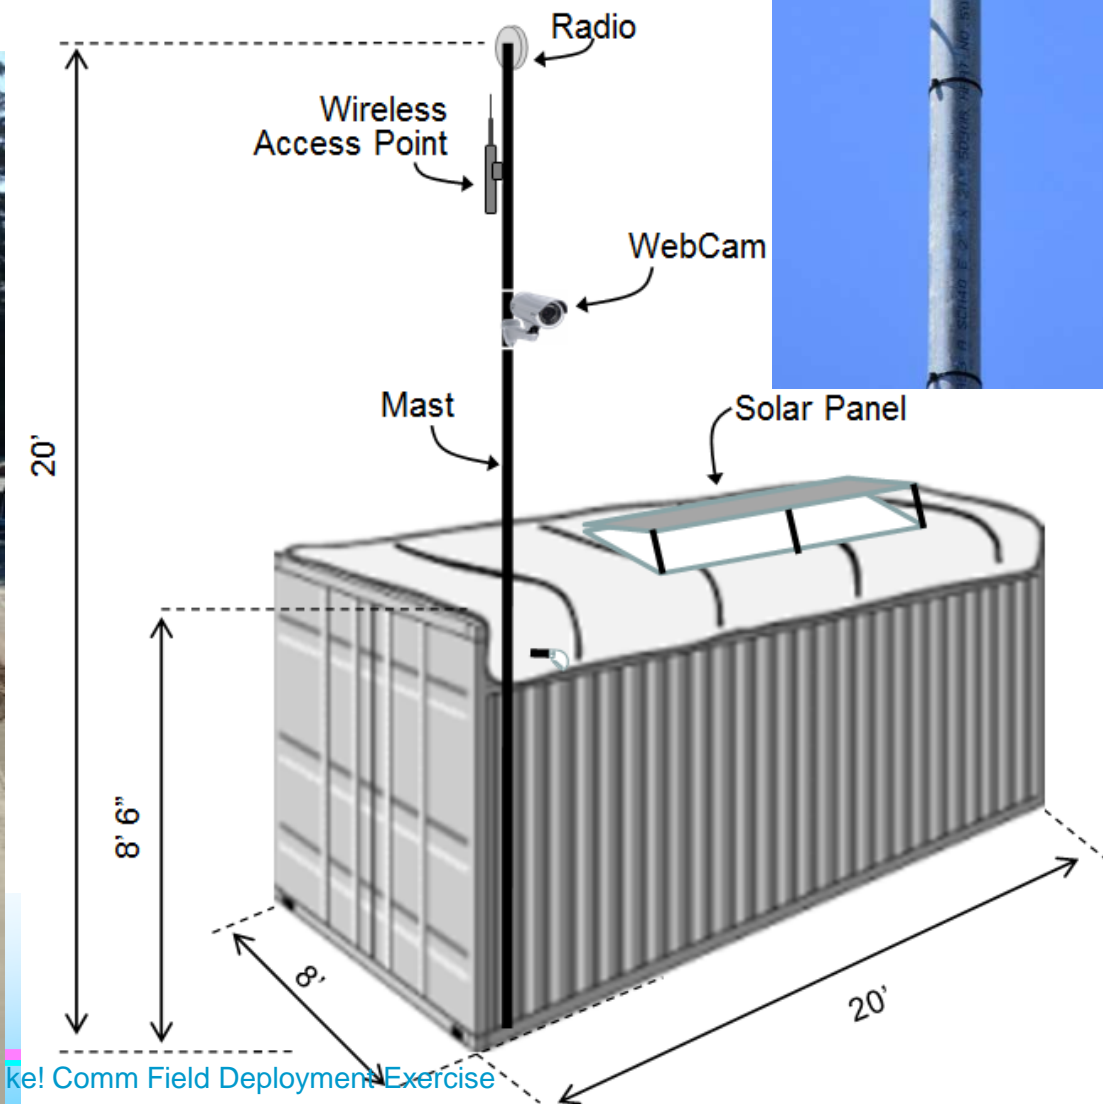 Radio
Wireless
Access Point
WebCam
Mast
Solar Panel
20’
8’ 6”
8’
20’
ke! Comm Field Deployment Exercise